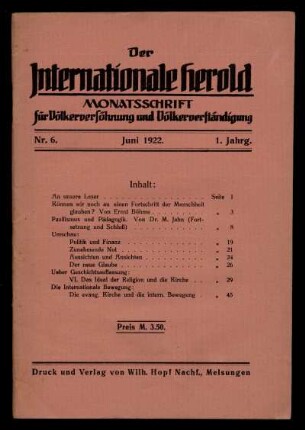 Der
Internationale Herold
MONATSSCHRIFT
für Völkerversöhnung und Völkerverständigung
Nr. 6. Juni 1922. 1. Jahrg.
Inhalt:
An unsere Leser . . . . . . . . . . Seite 1
Können wir noch an einen Fortschritt der Menschheit
glauben? Von Ernst Böhme . . . . . . „ 3
Pazifismus und Pädagogik. Von Dr. M. Jahn (Fort-
setzung und Schluß) . . . . . . . „ 9
Umschau:
Politik und Finanz . . . . . . . „ 19
Zunehmende Not . . . . . . . „ 21
Aussichten und Ansichten . . . . . . „ 24
Der neue Glaube . . . . . . . „ 26
Ueber Geschichtsauffassung:
VI. Das Ideal der Religion und die Kirche . . „ 29
Die Internationale Bewegung:
Die evang. Kirche und die intern. Bewegung . „ 45
Preis M. 3.50.
Druck und Verlag von Wilh. Hopf Nachf., Melsungen